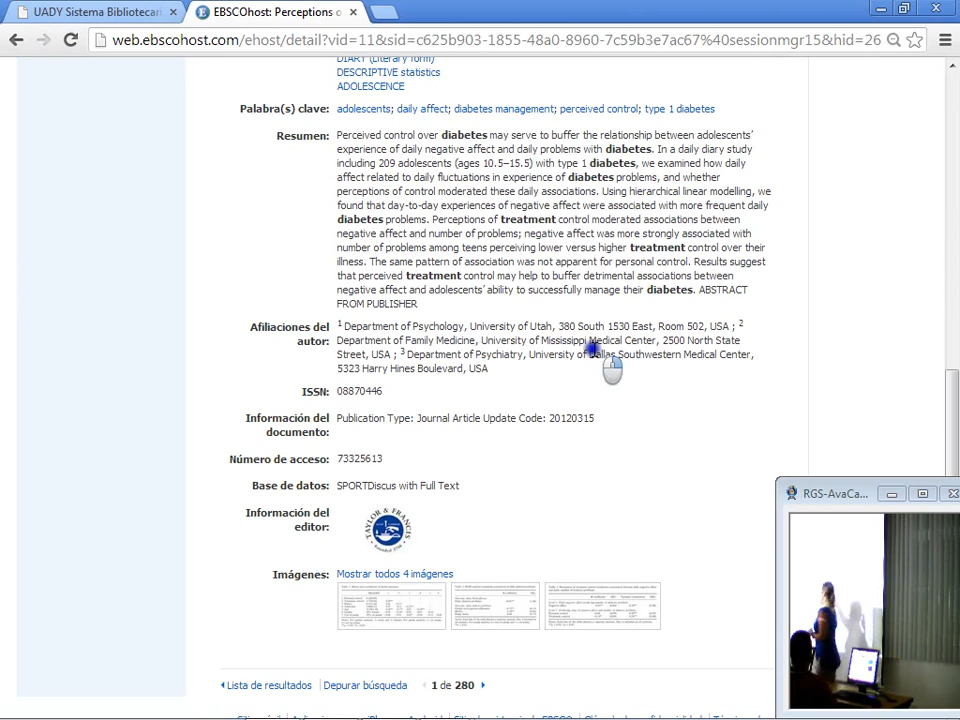 UADY Sistema Bibliotecari
EBSCOhost: Perceptions o
web.ebscohost.com/ehost/detail?vid=11&sid=c625b903-1855-48a0-8960-7c59b3e7ac67%40sessionmgr15&hid=26
DIARY (Literary form)
DESCRIPTIVE statistics
ADOLESCENCE
Palabra(s) clave: adolescents; daily affect; diabetes management; perceived control; type 1 diabetes
Resumen: Perceived control over diabetes may serve to buffer the relationship between adolescents'
experience of daily negative affect and daily problems with diabetes. In a daily diary study
including 209 adolescents (ages 10.5–15.5) with type 1 diabetes, we examined how daily
affect related to daily fluctuations in experience of diabetes problems, and whether
perceptions of control moderated these daily associations. Using hierarchical linear modelling, we
found that day-to-day experiences of negative affect were associated with more frequent daily
diabetes problems. Perceptions of treatment control moderated associations between
negative affect and number of problems; negative affect was more strongly associated with
number of problems among teens perceiving lower versus higher treatment control over their
illness. The same pattern of association was not apparent for personal control. Results suggest
that perceived treatment control may help to buffer detrimental associations between
negative affect and adolescents' ability to successfully manage their diabetes. ABSTRACT
FROM PUBLISHER
Afiliaciones del autor: 1 Department of Psychology, University of Utah, 380 South 1530 East, Room 502, USA ; 2
Department of Family Medicine, University of Mississippi Medical Center, 2500 North State
Street, USA ; 3 Department of Psychiatry, University of Dallas Southwestern Medical Center,
5323 Harry Hines Boulevard, USA
ISSN: 08870446
Información del documento: Publication Type: Journal Article Update Code: 20120315
Número de acceso: 73325613
Base de datos: SPORTDiscus with Full Text
Información del editor:
TAYLOR & FRANCIS
Imágenes: Mostrar todos 4 imágenes
Lista de resultados Depurar búsqueda 1 de 280
RGS-AvaCa...